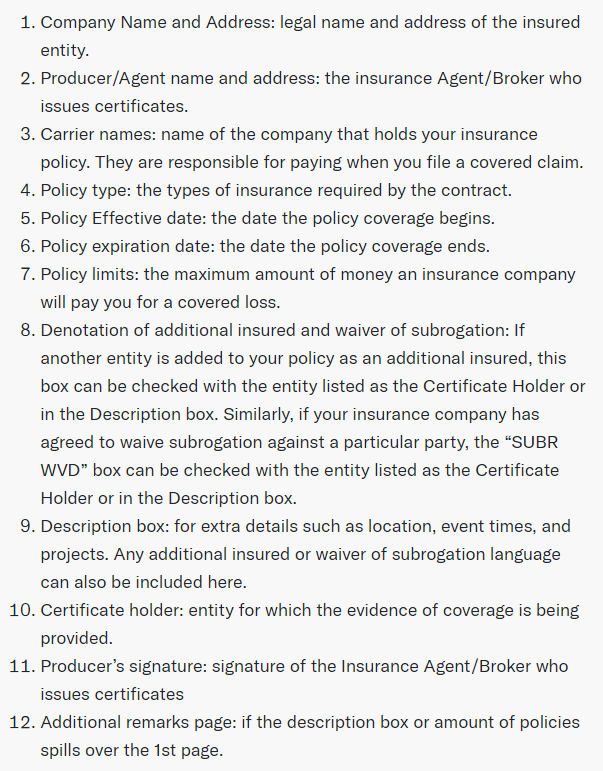 1. Company Name and Address: legal name and address of the insured
entity.
2. Producer/Agent name and address: the insurance Agent/Broker who
issues certificates.
3. Carrier names: name of the company that holds your insurance
policy. They are responsible for paying when you file a covered claim.
4. Policy type: the types of insurance required by the contract.
5. Policy Effective date: the date the policy coverage begins.
6. Policy expiration date: the date the policy coverage ends.
7. Policy limits: the maximum amount of money an insurance company
will pay you for a covered loss.
8. Denotation of additional insured and waiver of subrogation: If
another entity is added to your policy as an additional insured, this
box can be checked with the entity listed as the Certificate Holder or
in the Description box. Similarly, if your insurance company has
agreed to waive subrogation against a particular party, the “SUBR
WVD” box can be checked with the entity listed as the Certificate
Holder or in the Description box.
9. Description box: for extra details such as location, event times, and
projects. Any additional insured or waiver of subrogation language
can also be included here.
10. Certificate holder: entity for which the evidence of coverage is being
provided.
11. Producer’s signature: signature of the Insurance Agent/Broker who
issues certificates
12. Additional remarks page: if the description box or amount of policies
spills over the 1st page.